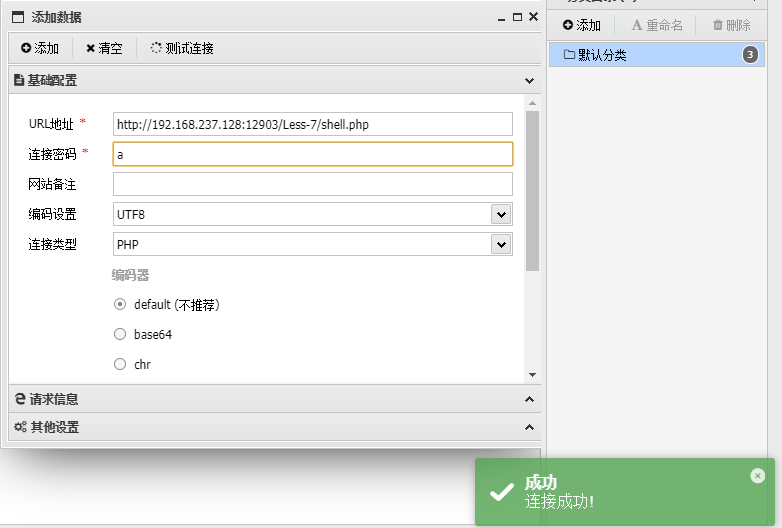 添加数据
添加 清空 测试连接
基础配置
URL地址 * http://192.168.237.128:12903/Less-7/shell.php
连接密码 * a
网站备注
编码设置 UTF8
连接类型 PHP
编码器
default (不推荐)
base64
chr
请求信息
其他设置
添加 重命名 删除
默认分类 3
成功
连接成功!